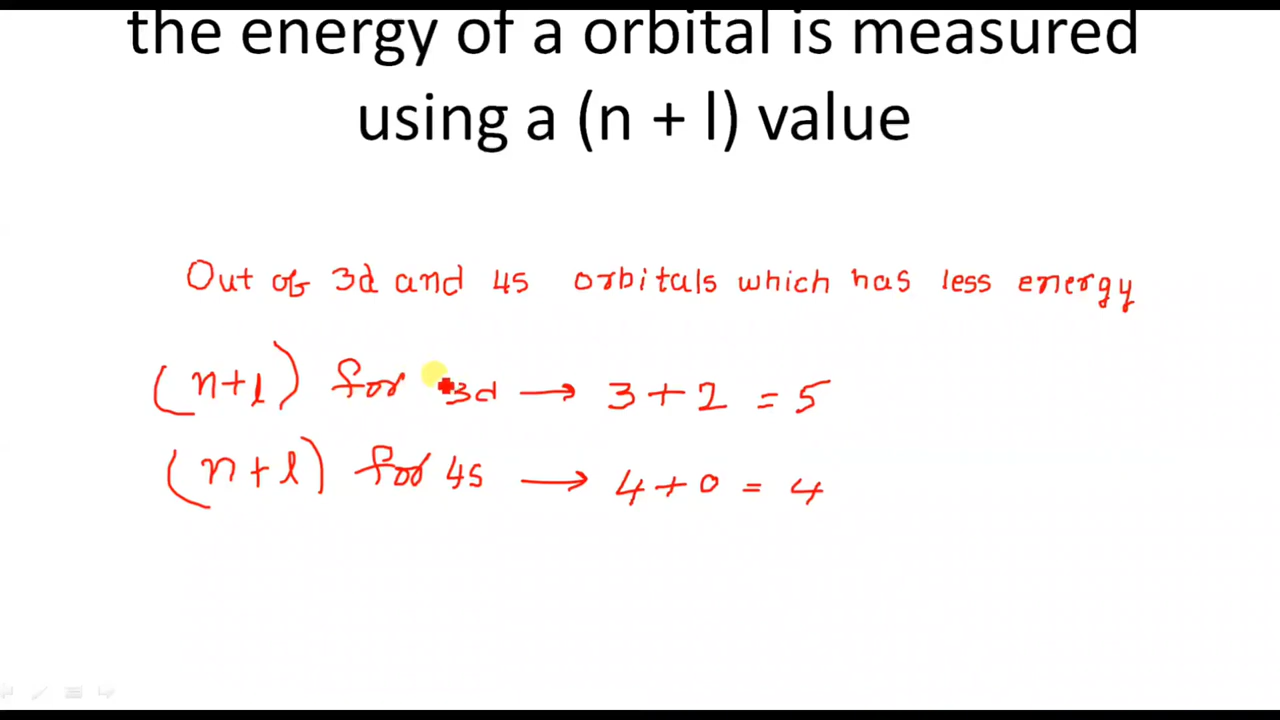 the energy of a orbital is measured
using a (n + l) value
Out of 3d and 4s orbitals which has less energy
(n+l) for 3d → 3+2 = 5
(n+l) for 4s → 4+0 = 4